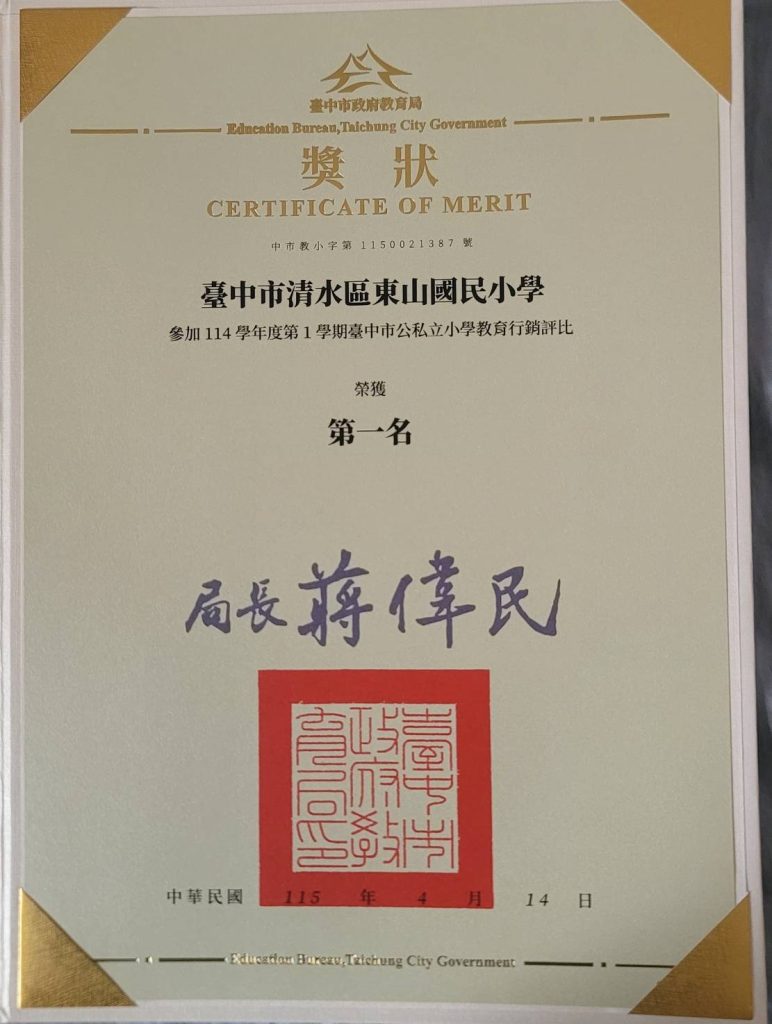 臺中市政府教育局
Education Bureau,Taichung City Government
獎狀
CERTIFICATE OF MERIT
中市教小字第 1150021387 號
臺中市清水區東山國民小學
參加 114 學年度第 1 學期臺中市公私立小學教育行銷評比
榮獲
第一名
局長 蔣偉民
臺中市政府教育局印
中華民國 115 年 4 月 14 日
Education Bureau,Taichung City Government